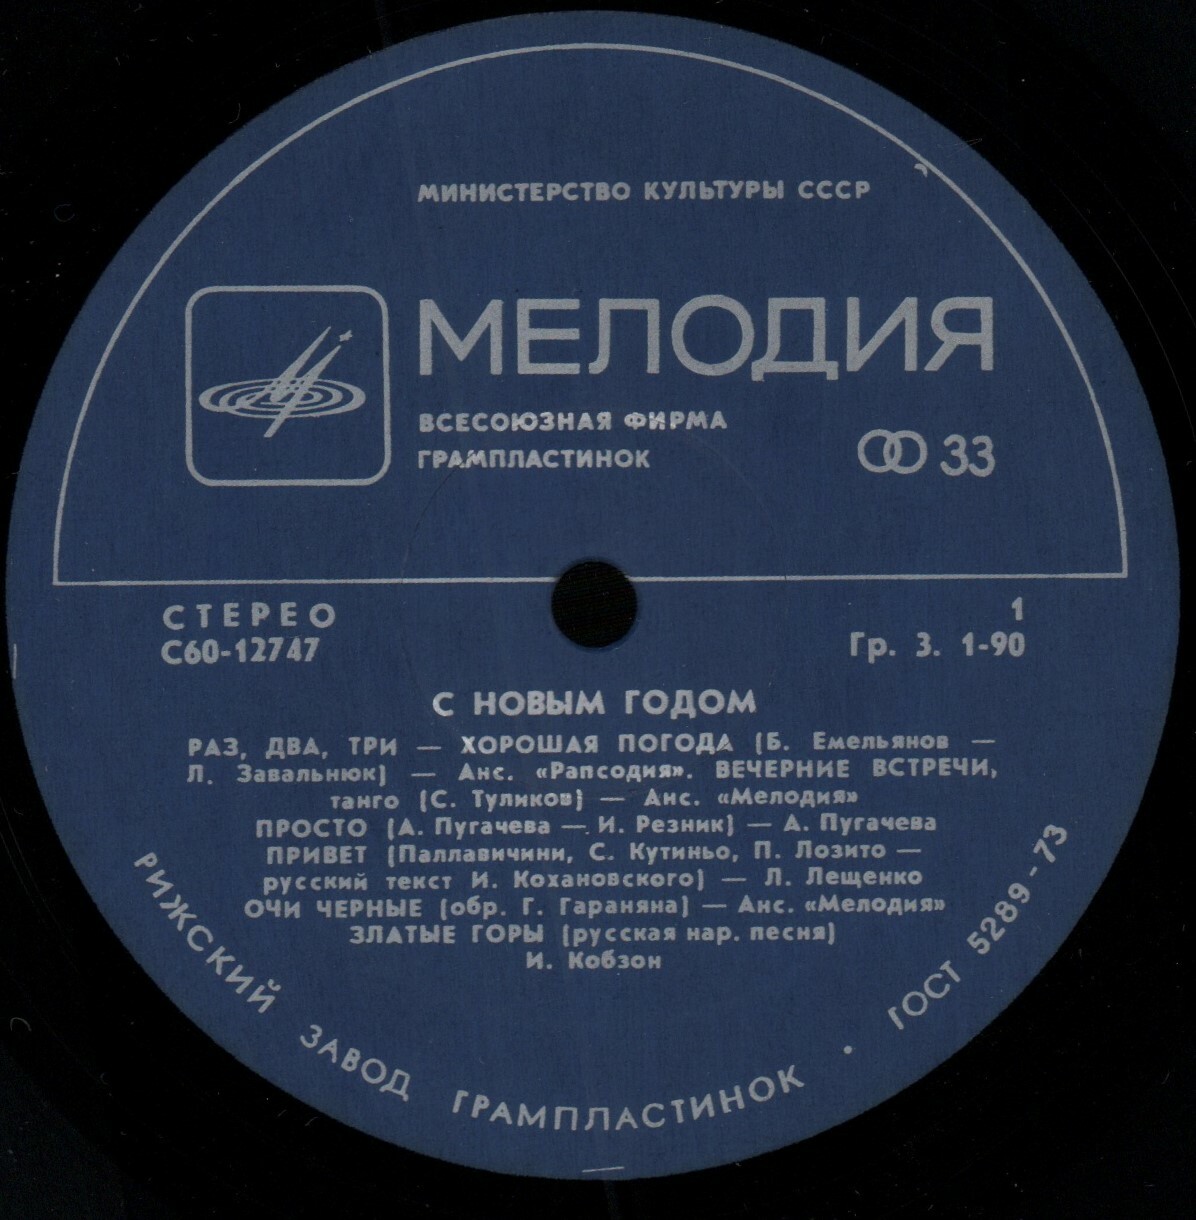 МИНИСТЕРСТВО КУЛЬТУРЫ СССР
МЕЛОДИЯ
ВСЕСОЮЗНАЯ ФИРМА
ГРАМПЛАСТИНОК
33
СТЕРЕО
1
С60-12747
Гр. 3. 1-90
С НОВЫМ ГОДОМ
РАЗ, ДВА, ТРИ — ХОРОШАЯ ПОГОДА (Б. Емельянов —
Л. Завальнюк) — Анс. «Рапсодия». ВЕЧЕРНИЕ ВСТРЕЧИ,
танго (С. Туликов) — Анс. «Мелодия»
ПРОСТО (А. Пугачева — И. Резник) — А. Пугачева
ПРИВЕТ (Паллавичини, С. Кутиньо, П. Лозито —
русский текст И. Кохановского) — Л. Лещенко
ОЧИ ЧЕРНЫЕ (обр. Г. Гараняна) — Анс. «Мелодия»
ЗЛАТЫЕ ГОРЫ (русская нар. песня)
И. Кобзон
РИЖСКИЙ ЗАВОД ГРАМПЛАСТИНОК • ГОСТ 5289-73